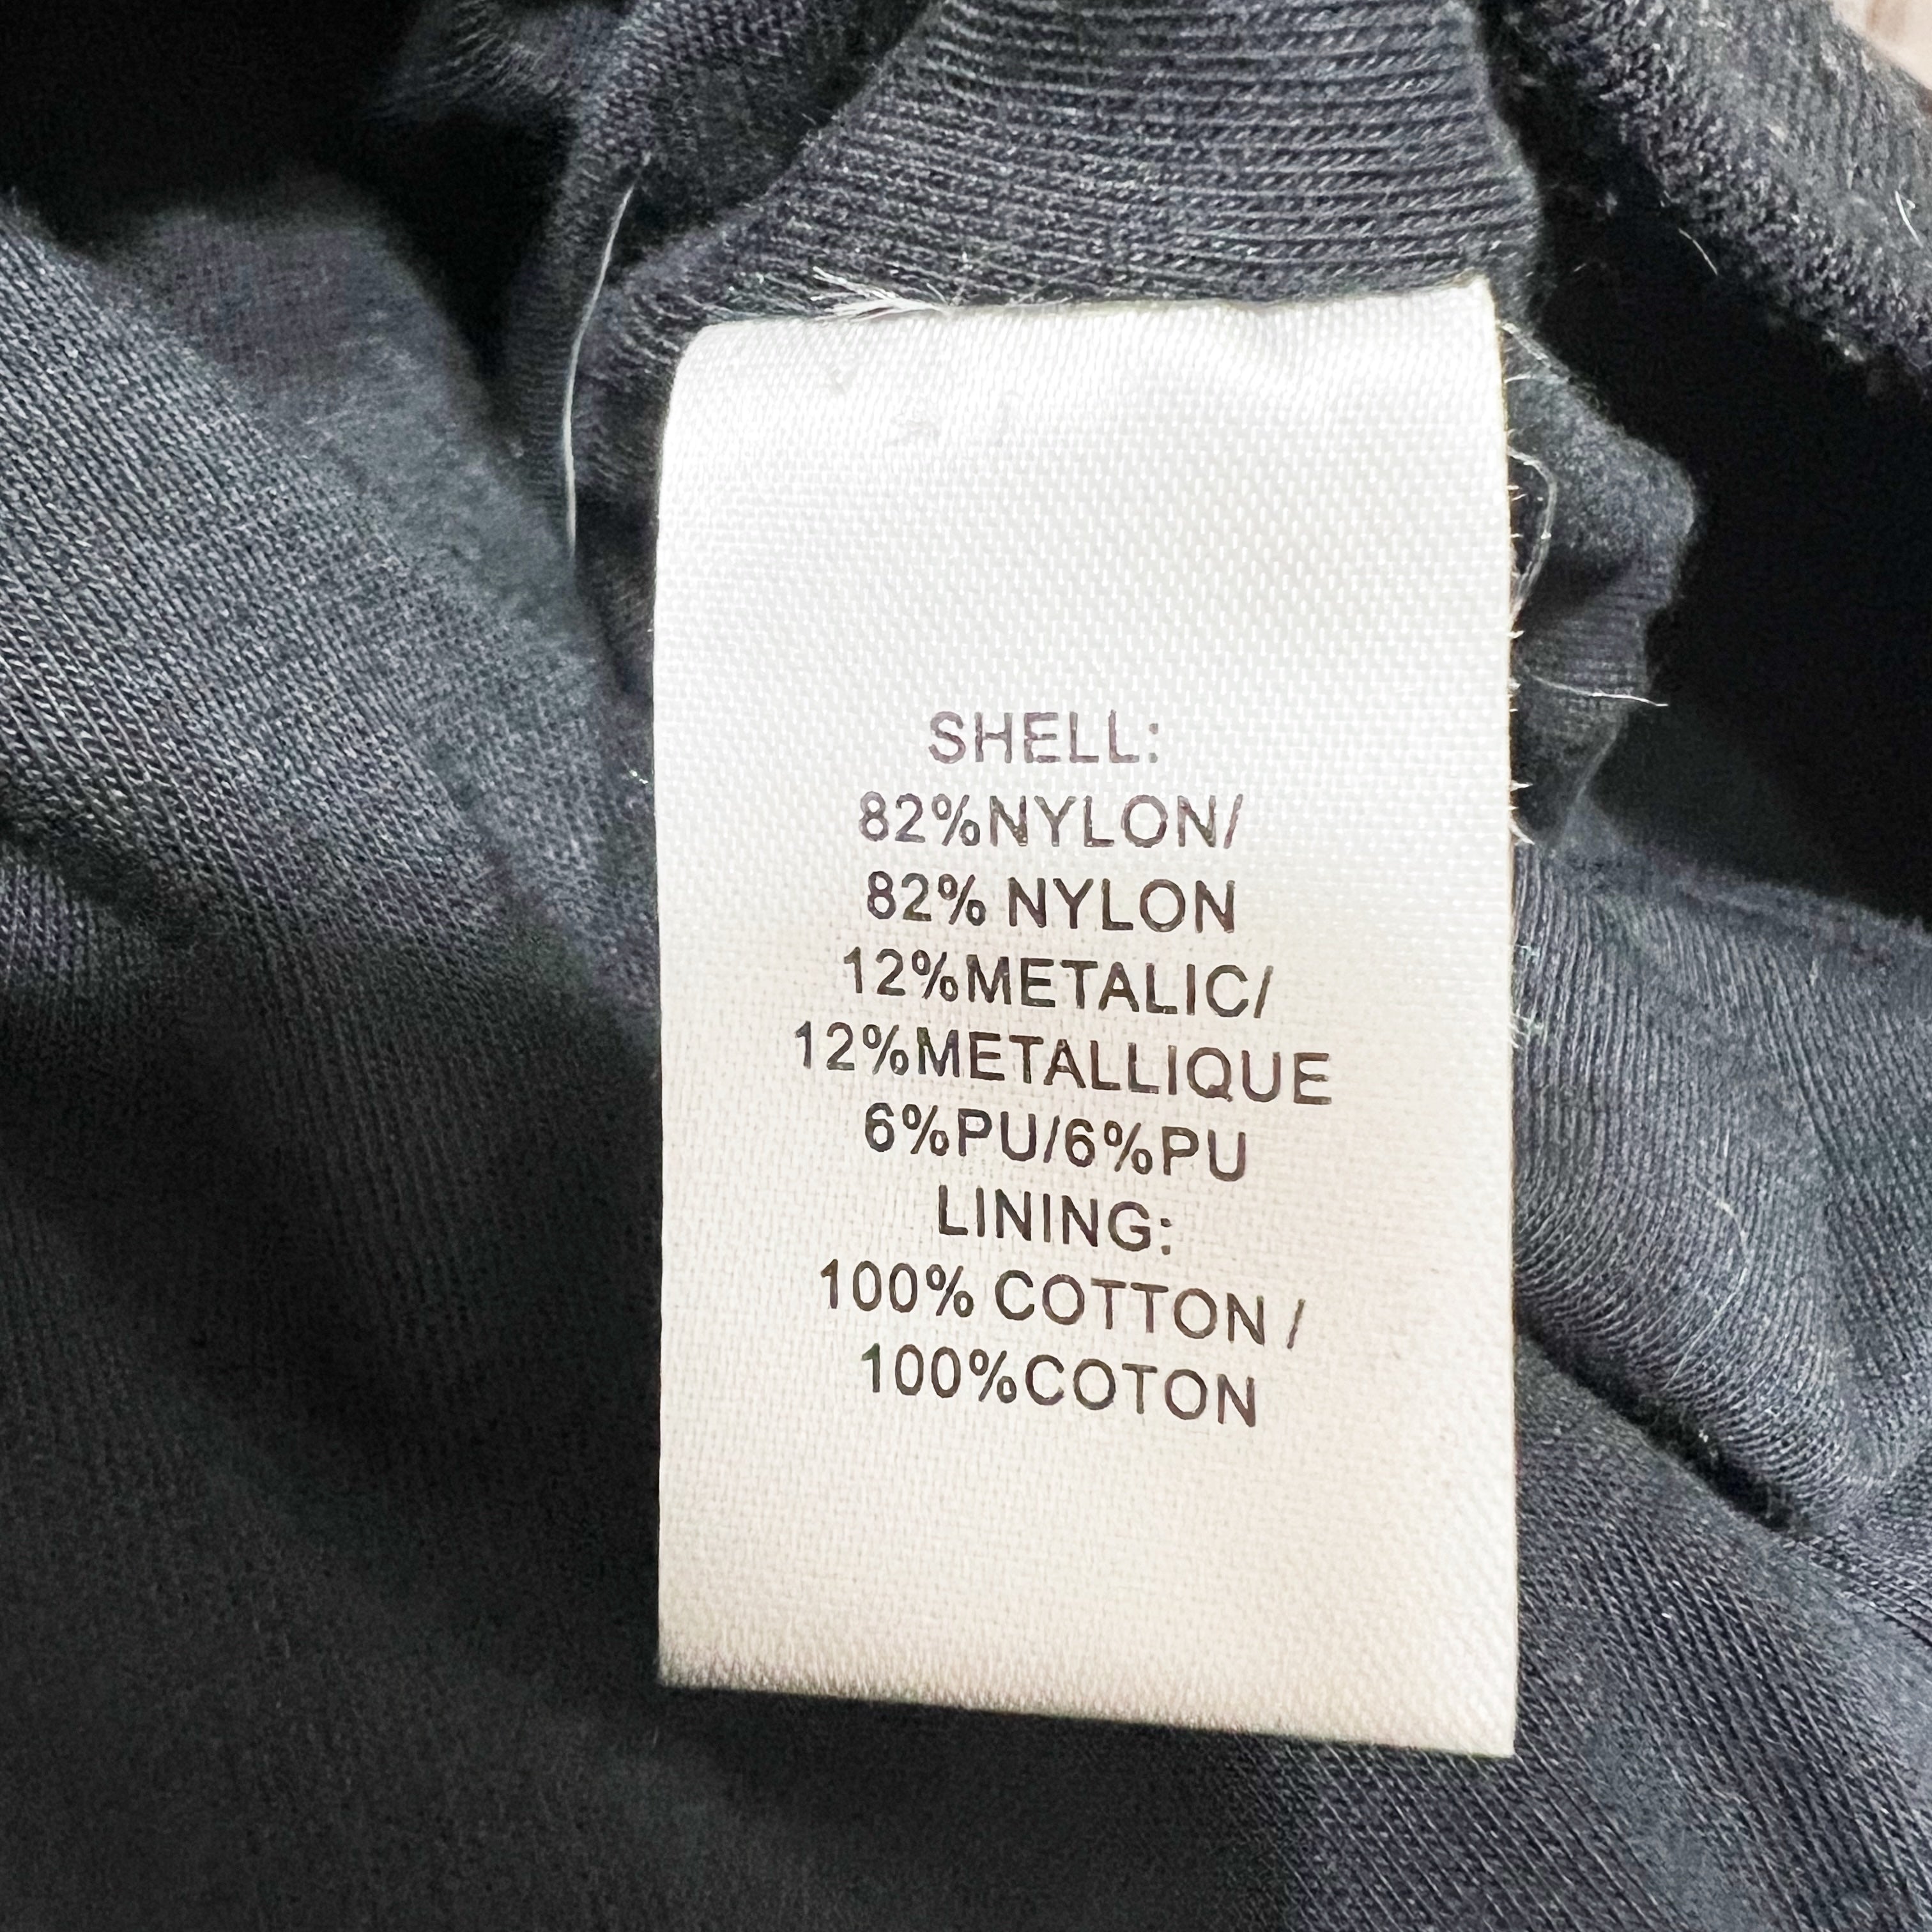 SHELL:
82%NYLON/
82% NYLON
12%METALIC/
12%METALLIQUE
6%PU/6%PU
LINING:
100% COTTON /
100%COTON